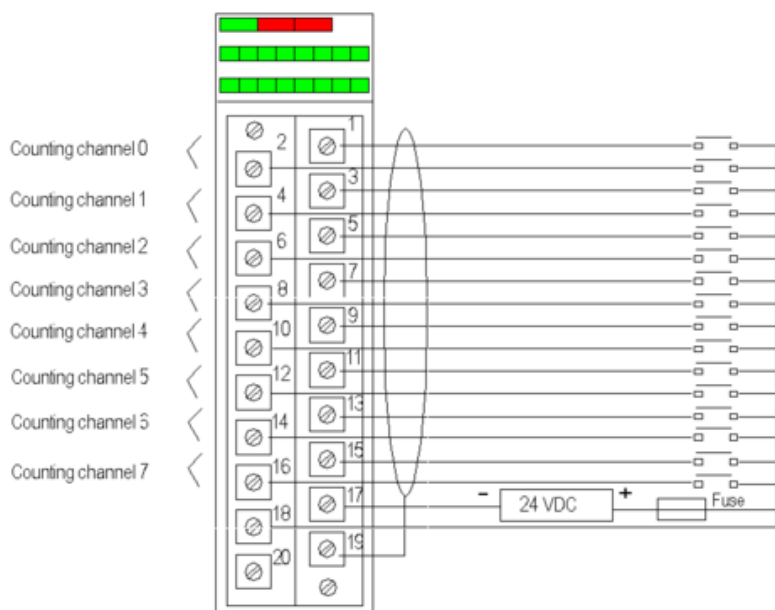 Counting channel 0
Counting channel 1
Counting channel 2
Counting channel 3
Counting channel 4
Counting channel 5
Counting channel 6
Counting channel 7
1
2
3
4
5
6
7
8
9
10
11
12
13
14
15
16
17
18
19
20
- 24 VDC + Fuse